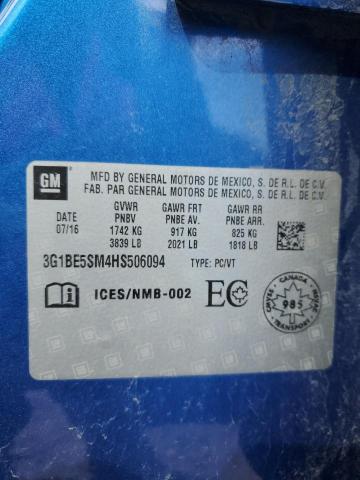 GM
MFD BY GENERAL MOTORS DE MEXICO, S. DE R.L. DE C.V.
FAB. PAR GENERAL MOTORS DE MEXICO, S. DE R.L. DE C.V.
GVWR GAWR FRT GAWR RR
DATE PNBV PNBE AV. PNBE ARR.
07/16 1742 KG 917 KG 825 KG
3839 LB 2021 LB 1818 LB
3G1BE5SM4HS506094 TYPE: PC/VT
ICES/NMB-002 EC
CANADA
CMVSS NSVAC
985
TRANSPORT